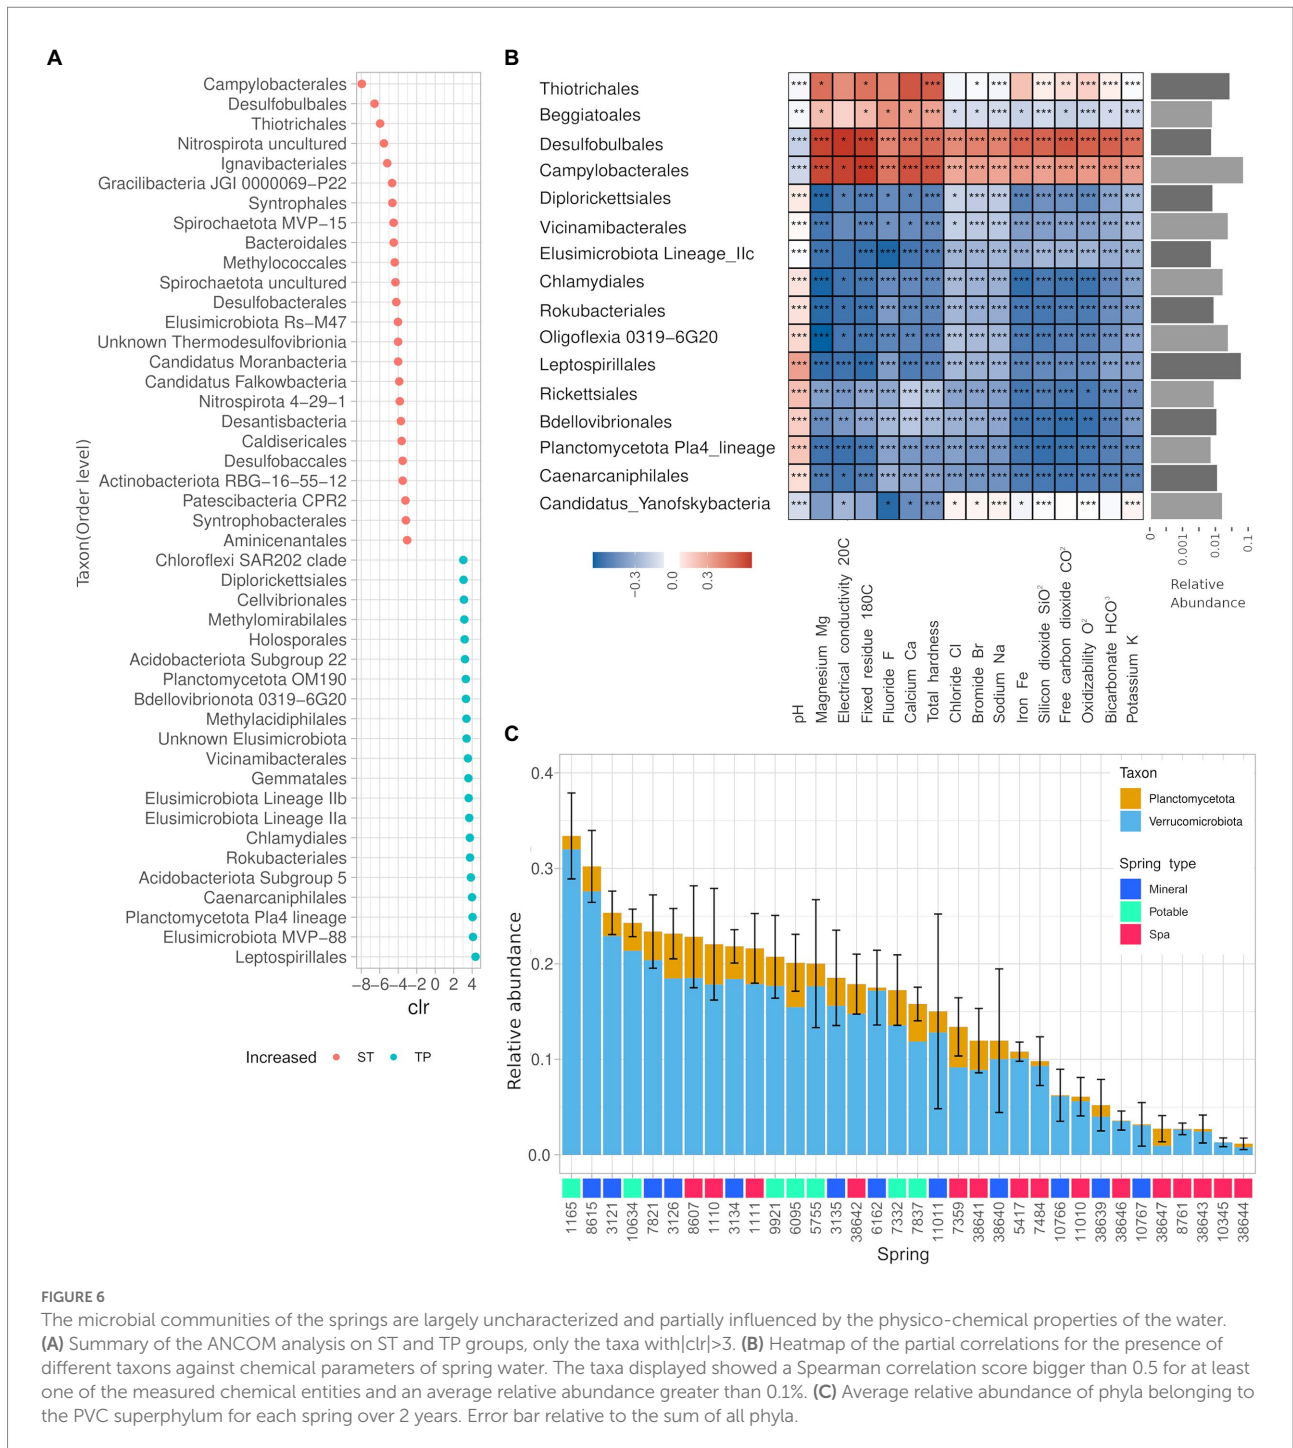 A
Campylobacterales
Desulfobulbales
Thiotrichales
Nitrospirota uncultured
Ignavibacteriales
Gracilibacteria JGI 0000069−P22
Syntrophales
Spirochaetota MVP−15
Bacteroidales
Methylococcales
Spirochaetota uncultured
Desulfobacterales
Elusimicrobiota Rs−M47
Unknown Thermodesulfovibrionia
Candidatus Moranbacteria
Candidatus Falkowbacteria
Nitrospirota 4−29−1
Desantisbacteria
Caldisericales
Desulfobaccales
Actinobacteriota RBG−16−55−12
Patescibacteria CPR2
Syntrophobacterales
Aminicenantales
Chloroflexi SAR202 clade
Diplorickettsiales
Cellvibrionales
Methylomirabilales
Holosporales
Acidobacteriota Subgroup 22
Planctomycetota OM190
Bdellovibrionota 0319−6G20
Methylacidiphilales
Unknown Elusimicrobiota
Vicinamibacterales
Gemmatales
Elusimicrobiota Lineage IIb
Elusimicrobiota Lineage IIa
Chlamydiales
Rokubacteriales
Acidobacteriota Subgroup 5
Caenarcaniphilales
Planctomycetota Pla4 lineage
Elusimicrobiota MVP−88
Leptospirillales
Taxon(Order level)
−8−6−4−2 0 2 4
clr
Increased ST TP
B
Thiotrichales
Beggiatoales
Desulfobulbales
Campylobacterales
Diplorickettsiales
Vicinamibacterales
Elusimicrobiota Lineage_IIc
Chlamydiales
Rokubacteriales
Oligoflexia 0319−6G20
Leptospirillales
Rickettsiales
Bdellovibrionales
Planctomycetota Pla4_lineage
Caenarcaniphilales
Candidatus_Yanofskybacteria
−0.3
0.0
0.3
pH
Magnesium Mg
Electrical conductivity 20C
Fixed residue 180C
Fluoride F
Calcium Ca
Total hardness
Chloride Cl
Bromide Br
Sodium Na
Iron Fe
Silicon dioxide SiO²
Free carbon dioxide CO²
Oxidizability O²
Bicarbonate HCO³
Potassium K
0
0.001
0.01
0.1
Relative
Abundance
C
Relative abundance
0.4
0.3
0.2
0.1
0.0
Taxon
Planctomycetota
Verrucomicrobiota
Spring type
Mineral
Potable
Spa
1165
8615
3121
10634
7821
3126
8607
1110
3134
1111
9921
6095
5755
3135
38642
6162
7332
7837
11011
7359
38641
38640
5417
7484
10766
11010
38639
38646
10767
38647
8761
38643
10345
38644
Spring
FIGURE 6
The microbial communities of the springs are largely uncharacterized and partially influenced by the physico-chemical properties of the water.
(A) Summary of the ANCOM analysis on ST and TP groups, only the taxa with|clr|>3. (B) Heatmap of the partial correlations for the presence of
different taxons against chemical parameters of spring water. The taxa displayed showed a Spearman correlation score bigger than 0.5 for at least
one of the measured chemical entities and an average relative abundance greater than 0.1%. (C) Average relative abundance of phyla belonging to
the PVC superphylum for each spring over 2 years. Error bar relative to the sum of all phyla.